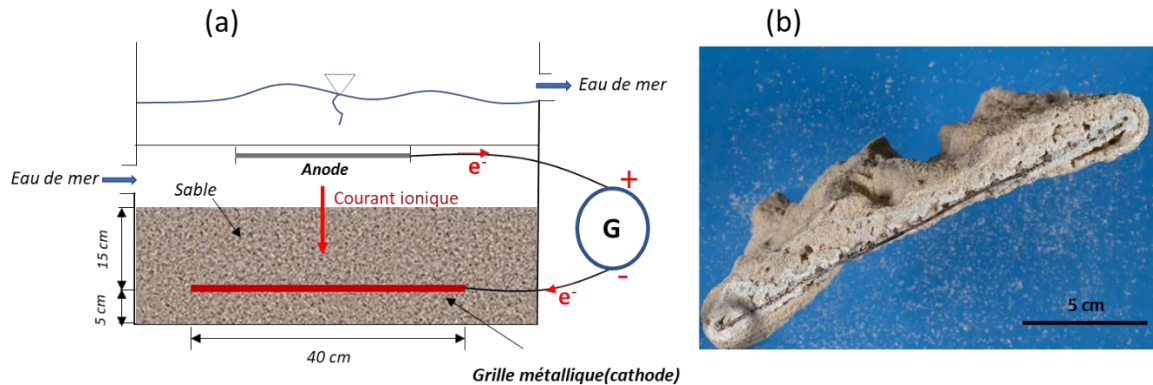 (a)
(b)
Eau de mer
Anode
e-
Eau de mer
Sable
Courant ionique
+
G
-
e-
15 cm
5 cm
40 cm
Grille métallique(cathode)
5 cm